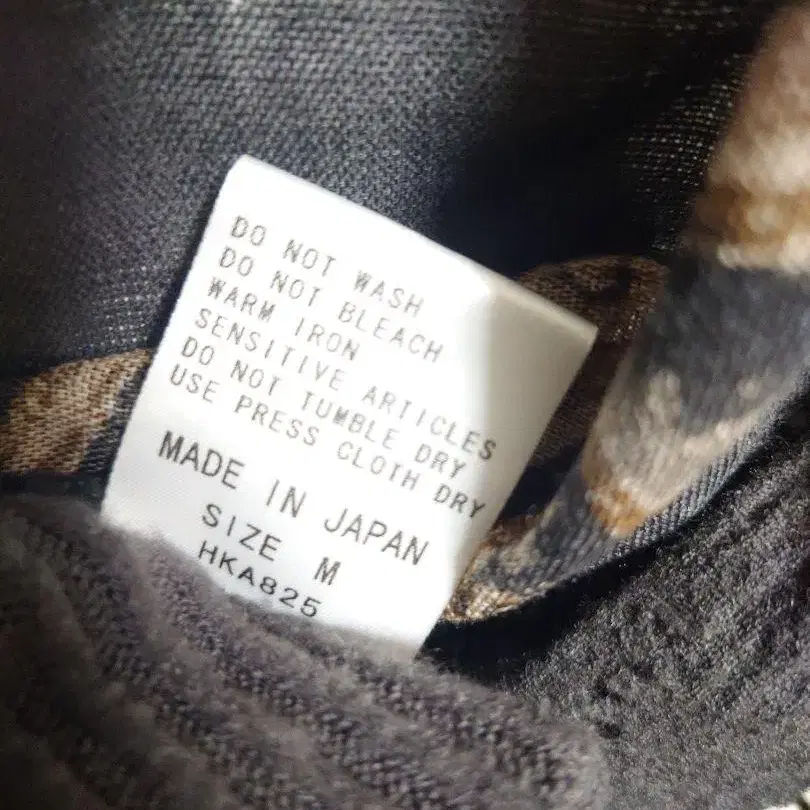 DO NOT WASH
DO NOT BLEACH
WARM IRON
SENSITIVE ARTICLES
DO NOT TUMBLE DRY
USE PRESS CLOTH DRY
MADE IN JAPAN
SIZE M
HKA825